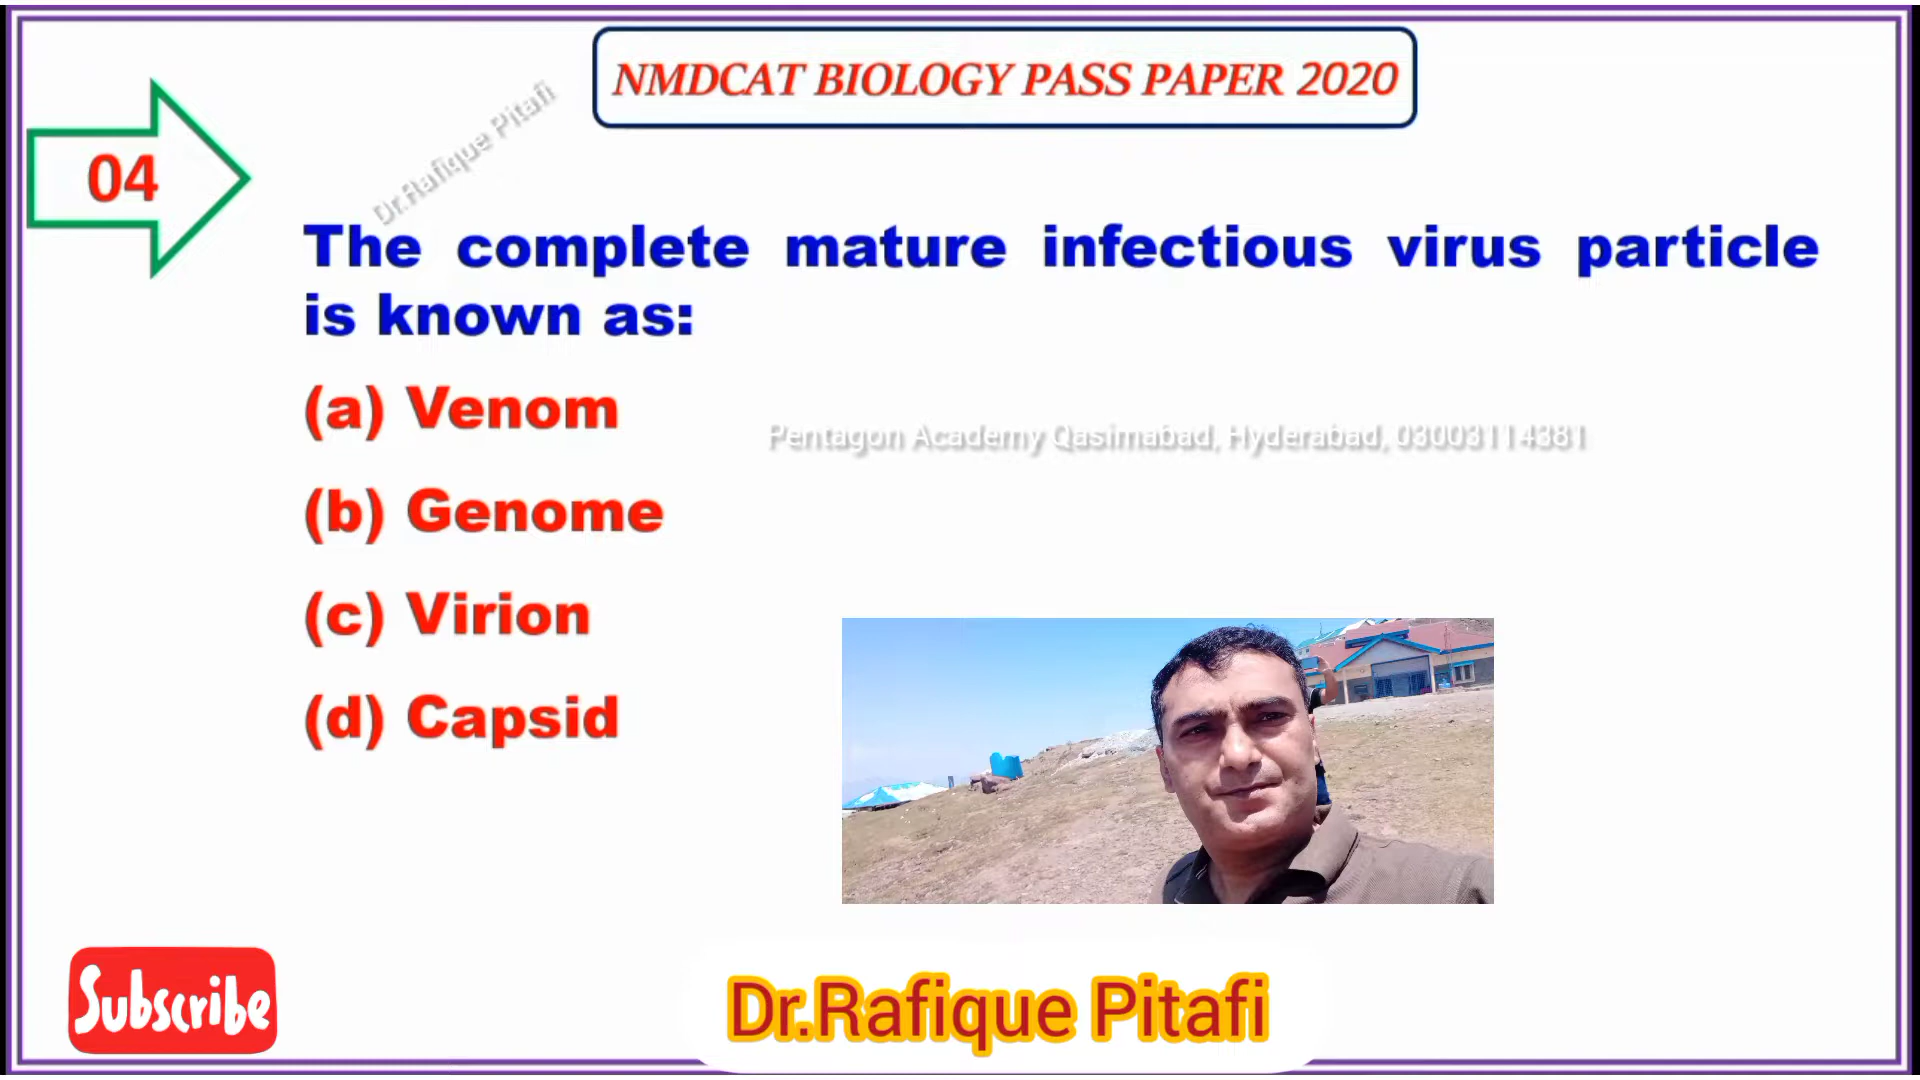 NMDCAT BIOLOGY PASS PAPER 2020
04
Dr.Rafique Pitafi
The complete mature infectious virus particle
is known as:
(a) Venom
Pentagon Academy Qasimabad, Hyderabad, 03003114381
(b) Genome
(c) Virion
(d) Capsid
Subscribe
Dr.Rafique Pitafi